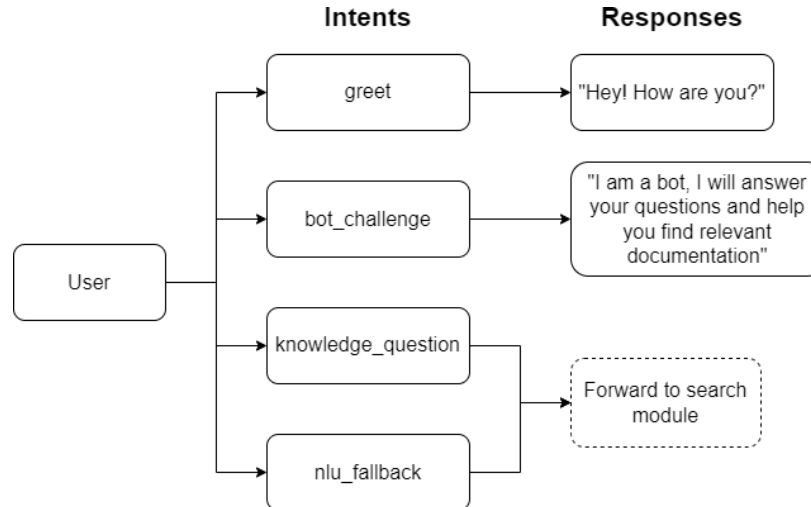 Intents
Responses
greet
"Hey! How are you?"
bot_challenge
"I am a bot, I will answer
your questions and help
you find relevant
documentation"
User
knowledge_question
Forward to search
module
nlu_fallback